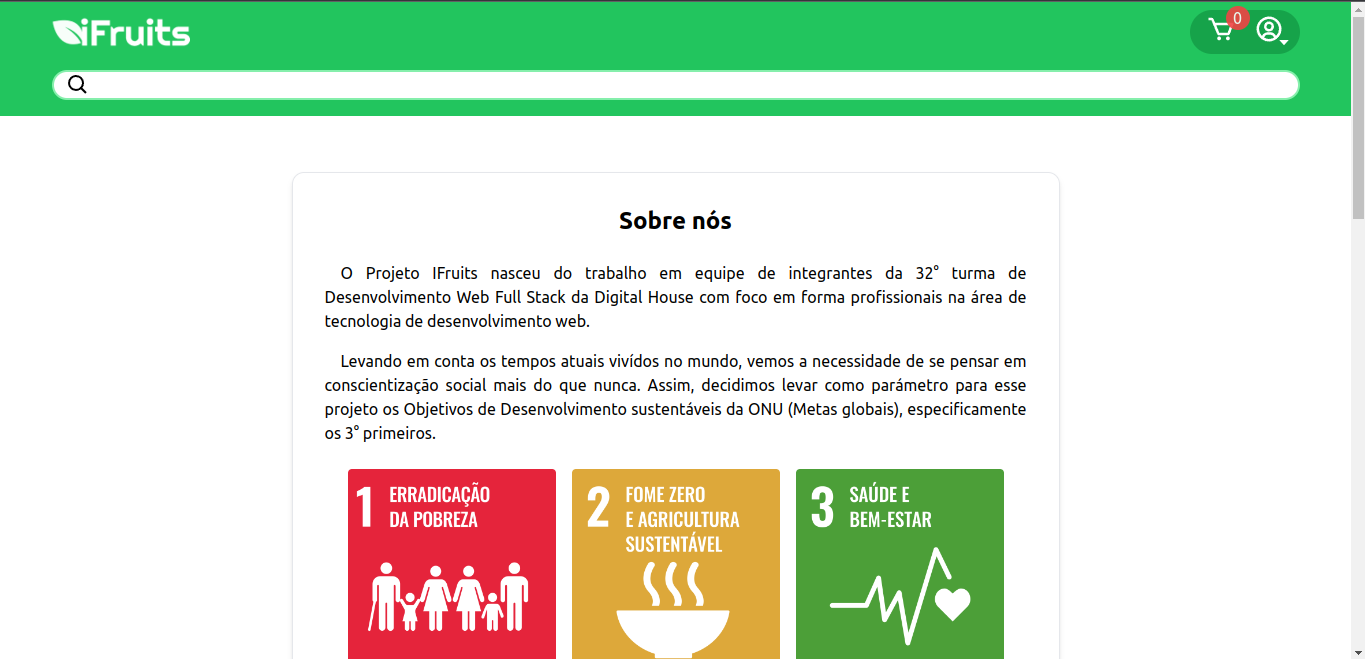 iFruits
0
Sobre nós
O Projeto IFruits nasceu do trabalho em equipe de integrantes da 32° turma de
Desenvolvimento Web Full Stack da Digital House com foco em forma profissionais na área de
tecnologia de desenvolvimento web.
Levando em conta os tempos atuais vivídos no mundo, vemos a necessidade de se pensar em
conscientização social mais do que nunca. Assim, decidimos levar como parámetro para esse
projeto os Objetivos de Desenvolvimento sustentáveis da ONU (Metas globais), especificamente
os 3° primeiros.
1 ERRADICAÇÃO
DA POBREZA
2 FOME ZERO
E AGRICULTURA
SUSTENTÁVEL
3 SAÚDE E
BEM-ESTAR